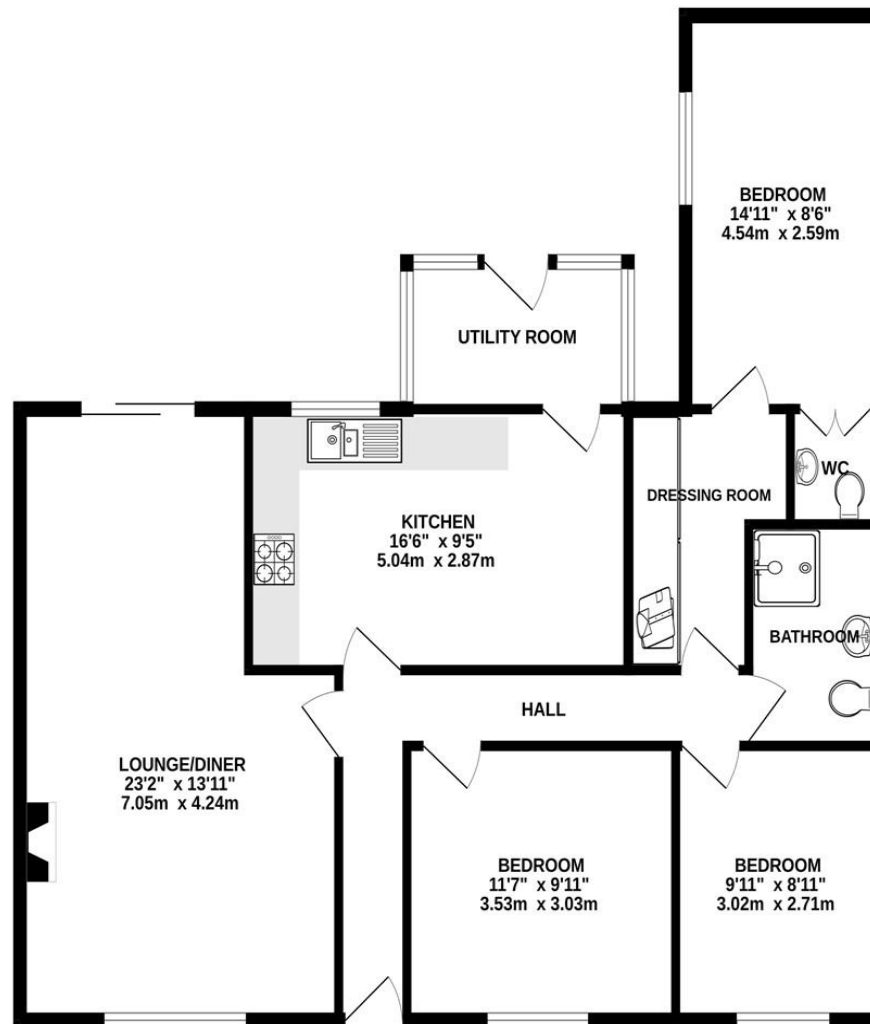 BEDROOM
14'11" x 8'6"
4.54m x 2.59m
UTILITY ROOM
WC
DRESSING ROOM
KITCHEN
16'6" x 9'5"
5.04m x 2.87m
BATHROOM
HALL
LOUNGE/DINER
23'2" x 13'11"
7.05m x 4.24m
BEDROOM
11'7" x 9'11"
3.53m x 3.03m
BEDROOM
9'11" x 8'11"
3.02m x 2.71m